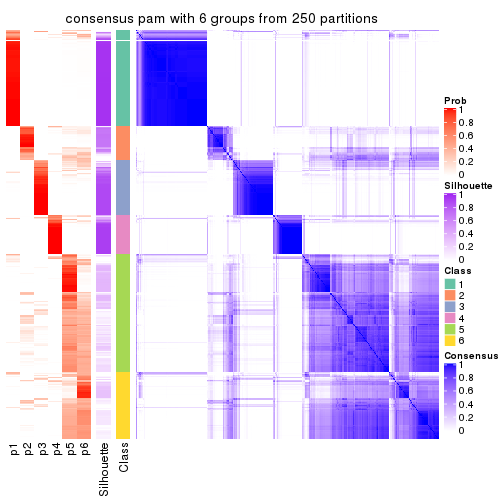 consensus pam with 6 groups from 250 partitions
Prob
1
0.8
0.6
0.4
0.2
0
Silhouette
1
0.8
0.6
0.4
0.2
0
Class
1
2
3
4
5
6
Consensus
1
0.8
0.6
0.4
0.2
0
p1
p2
p3
p4
p5
p6
Silhouette
Class